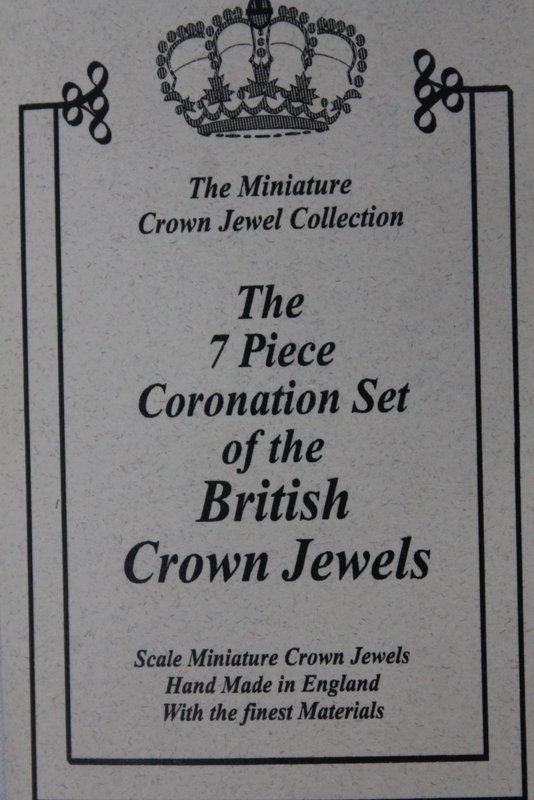 The Miniature
Crown Jewel Collection
The
7 Piece
Coronation Set
of the
British
Crown Jewels
Scale Miniature Crown Jewels
Hand Made in England
With the finest Materials